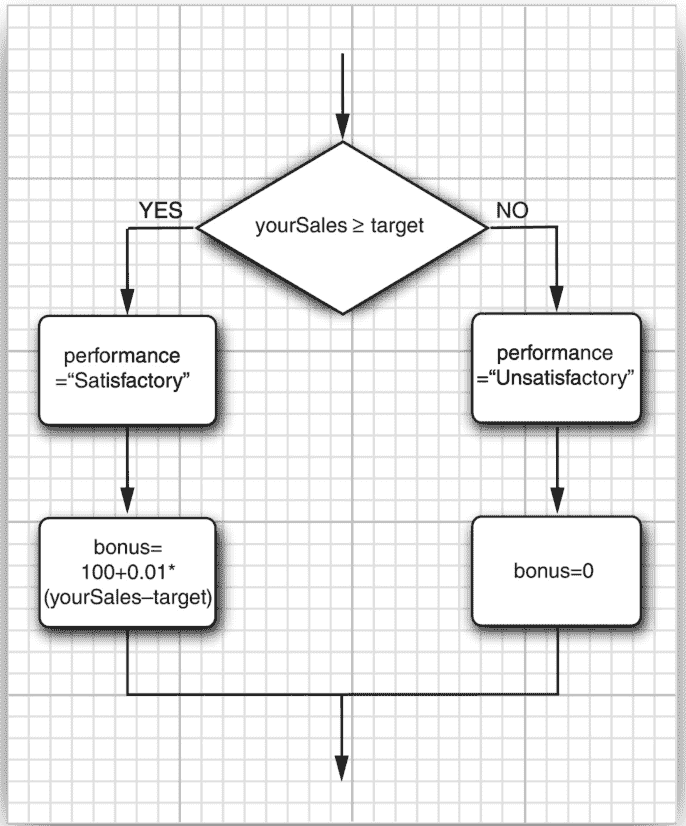 yourSales ≥ target
YES
NO
performance
=“Satisfactory”
performance
=“Unsatisfactory”
bonus=
100+0.01*
(yourSales–target)
bonus=0